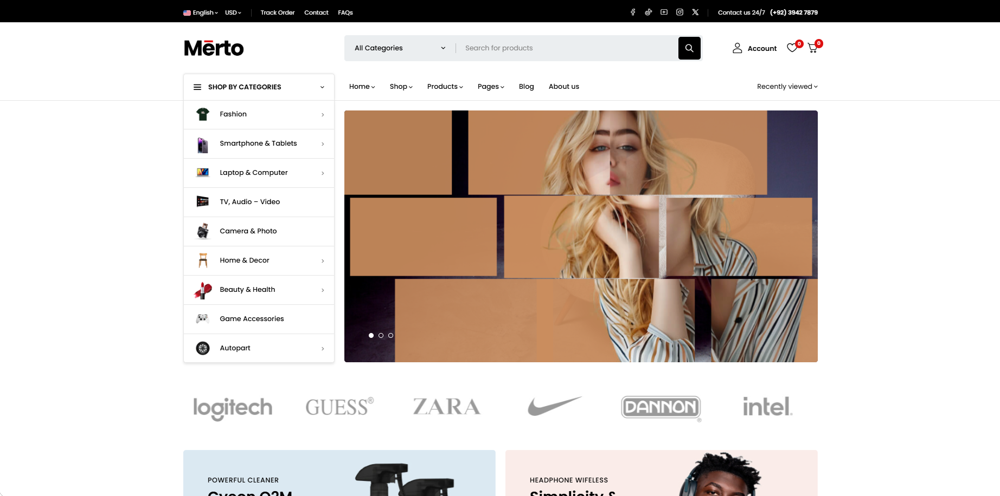 English
USD
Track Order
Contact
FAQs
Contact us 24/7 (+92) 3942 7879
Mērto
All Categories
Search for products
Account
0
0
SHOP BY CATEGORIES
Home
Shop
Products
Pages
Blog
About us
Recently viewed
Fashion
Smartphone & Tablets
Laptop & Computer
TV, Audio – Video
Camera & Photo
Home & Decor
Beauty & Health
Game Accessories
Autopart
logitech
GUESS®
ZARA
DANNON®
intel.
POWERFUL CLEANER
HEADPHONE WIFELESS
Simplicity &